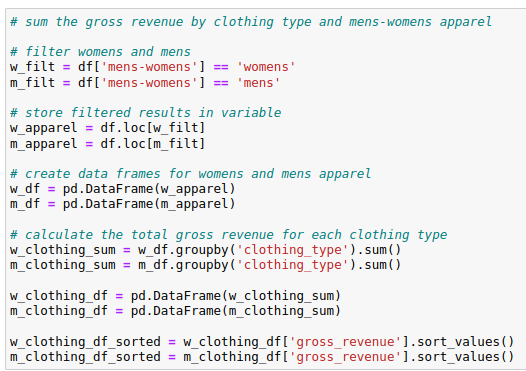 # sum the gross revenue by clothing type and mens-womens apparel
# filter womens and mens
w_filt = df['mens-womens'] == 'womens'
m_filt = df['mens-womens'] == 'mens'
# store filtered results in variable
w_apparel = df.loc[w_filt]
m_apparel = df.loc[m_filt]
# create data frames for womens and mens apparel
w_df = pd.DataFrame(w_apparel)
m_df = pd.DataFrame(m_apparel)
# calculate the total gross revenue for each clothing type
w_clothing_sum = w_df.groupby('clothing_type').sum()
m_clothing_sum = m_df.groupby('clothing_type').sum()
w_clothing_df = pd.DataFrame(w_clothing_sum)
m_clothing_df = pd.DataFrame(m_clothing_sum)
w_clothing_df_sorted = w_clothing_df['gross_revenue'].sort_values()
m_clothing_df_sorted = m_clothing_df['gross_revenue'].sort_values()